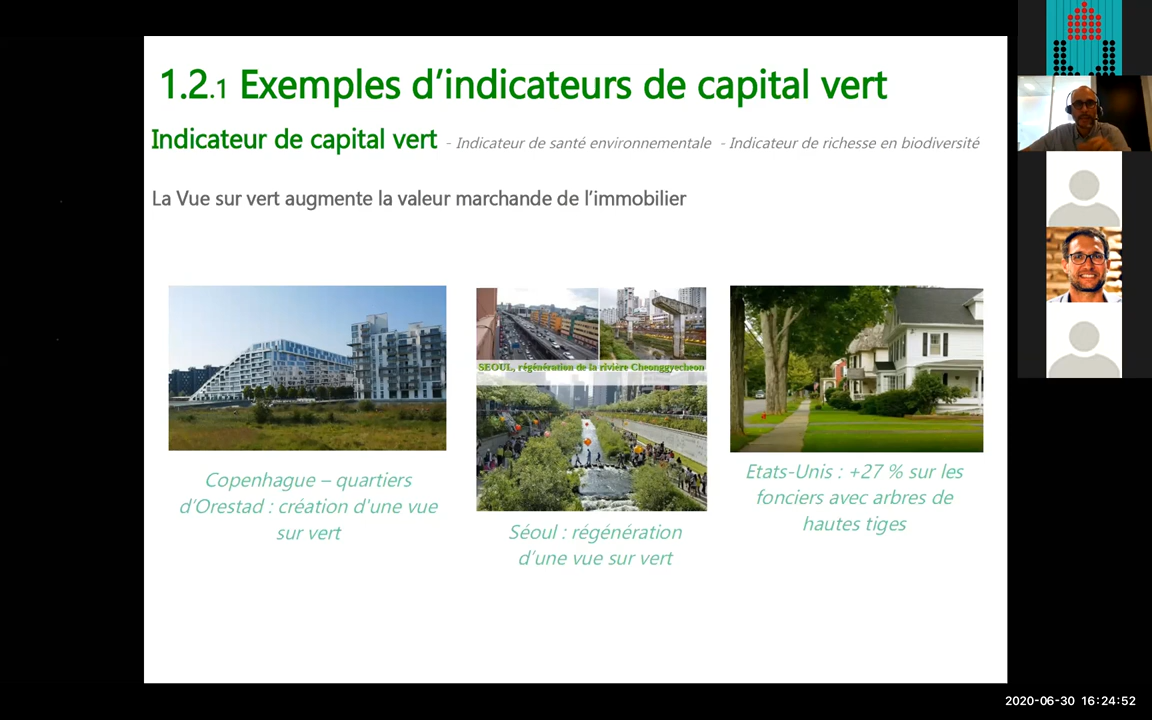 1.2.1 Exemples d’indicateurs de capital vert
Indicateur de capital vert - Indicateur de santé environnementale - Indicateur de richesse en biodiversité
La Vue sur vert augmente la valeur marchande de l’immobilier
SEOUL, régénération de la rivière Cheonggyecheon
Copenhague – quartiers
d’Orestad : création d'une vue
sur vert
Séoul : régénération
d’une vue sur vert
Etats-Unis : +27 % sur les
fonciers avec arbres de
hautes tiges
2020-06-30 16:24:52